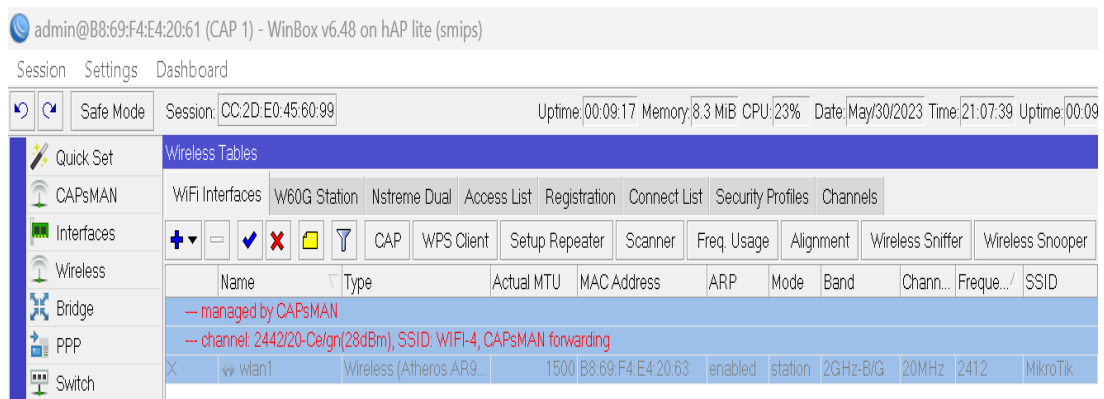 admin@B8:69:F4:E4:20:61 (CAP 1) - WinBox v6.48 on hAP lite (smips)
Session Settings Dashboard
Safe Mode Session: CC:2D:E0:45:60:99 Uptime: 00:09:17 Memory: 8.3 MiB CPU: 23% Date: May/30/2023 Time: 21:07:39 Uptime: 00:09
Quick Set
CAPsMAN
Interfaces
Wireless
Bridge
PPP
Switch
Wireless Tables
WiFi Interfaces W60G Station Nstreme Dual Access List Registration Connect List Security Profiles Channels
CAP WPS Client Setup Repeater Scanner Freq. Usage Alignment Wireless Sniffer Wireless Snooper
Name Type Actual MTU MAC Address ARP Mode Band Chann... Freque... SSID
--- managed by CAPsMAN
--- channel: 2442/20-Ce/gn(28dBm), SSID: WIFI-4, CAPsMAN forwarding
X wlan1 Wireless (Atheros AR9... 1500 B8:69:F4:E4:20:63 enabled station 2GHz-B/G 20MHz 2412 MikroTik